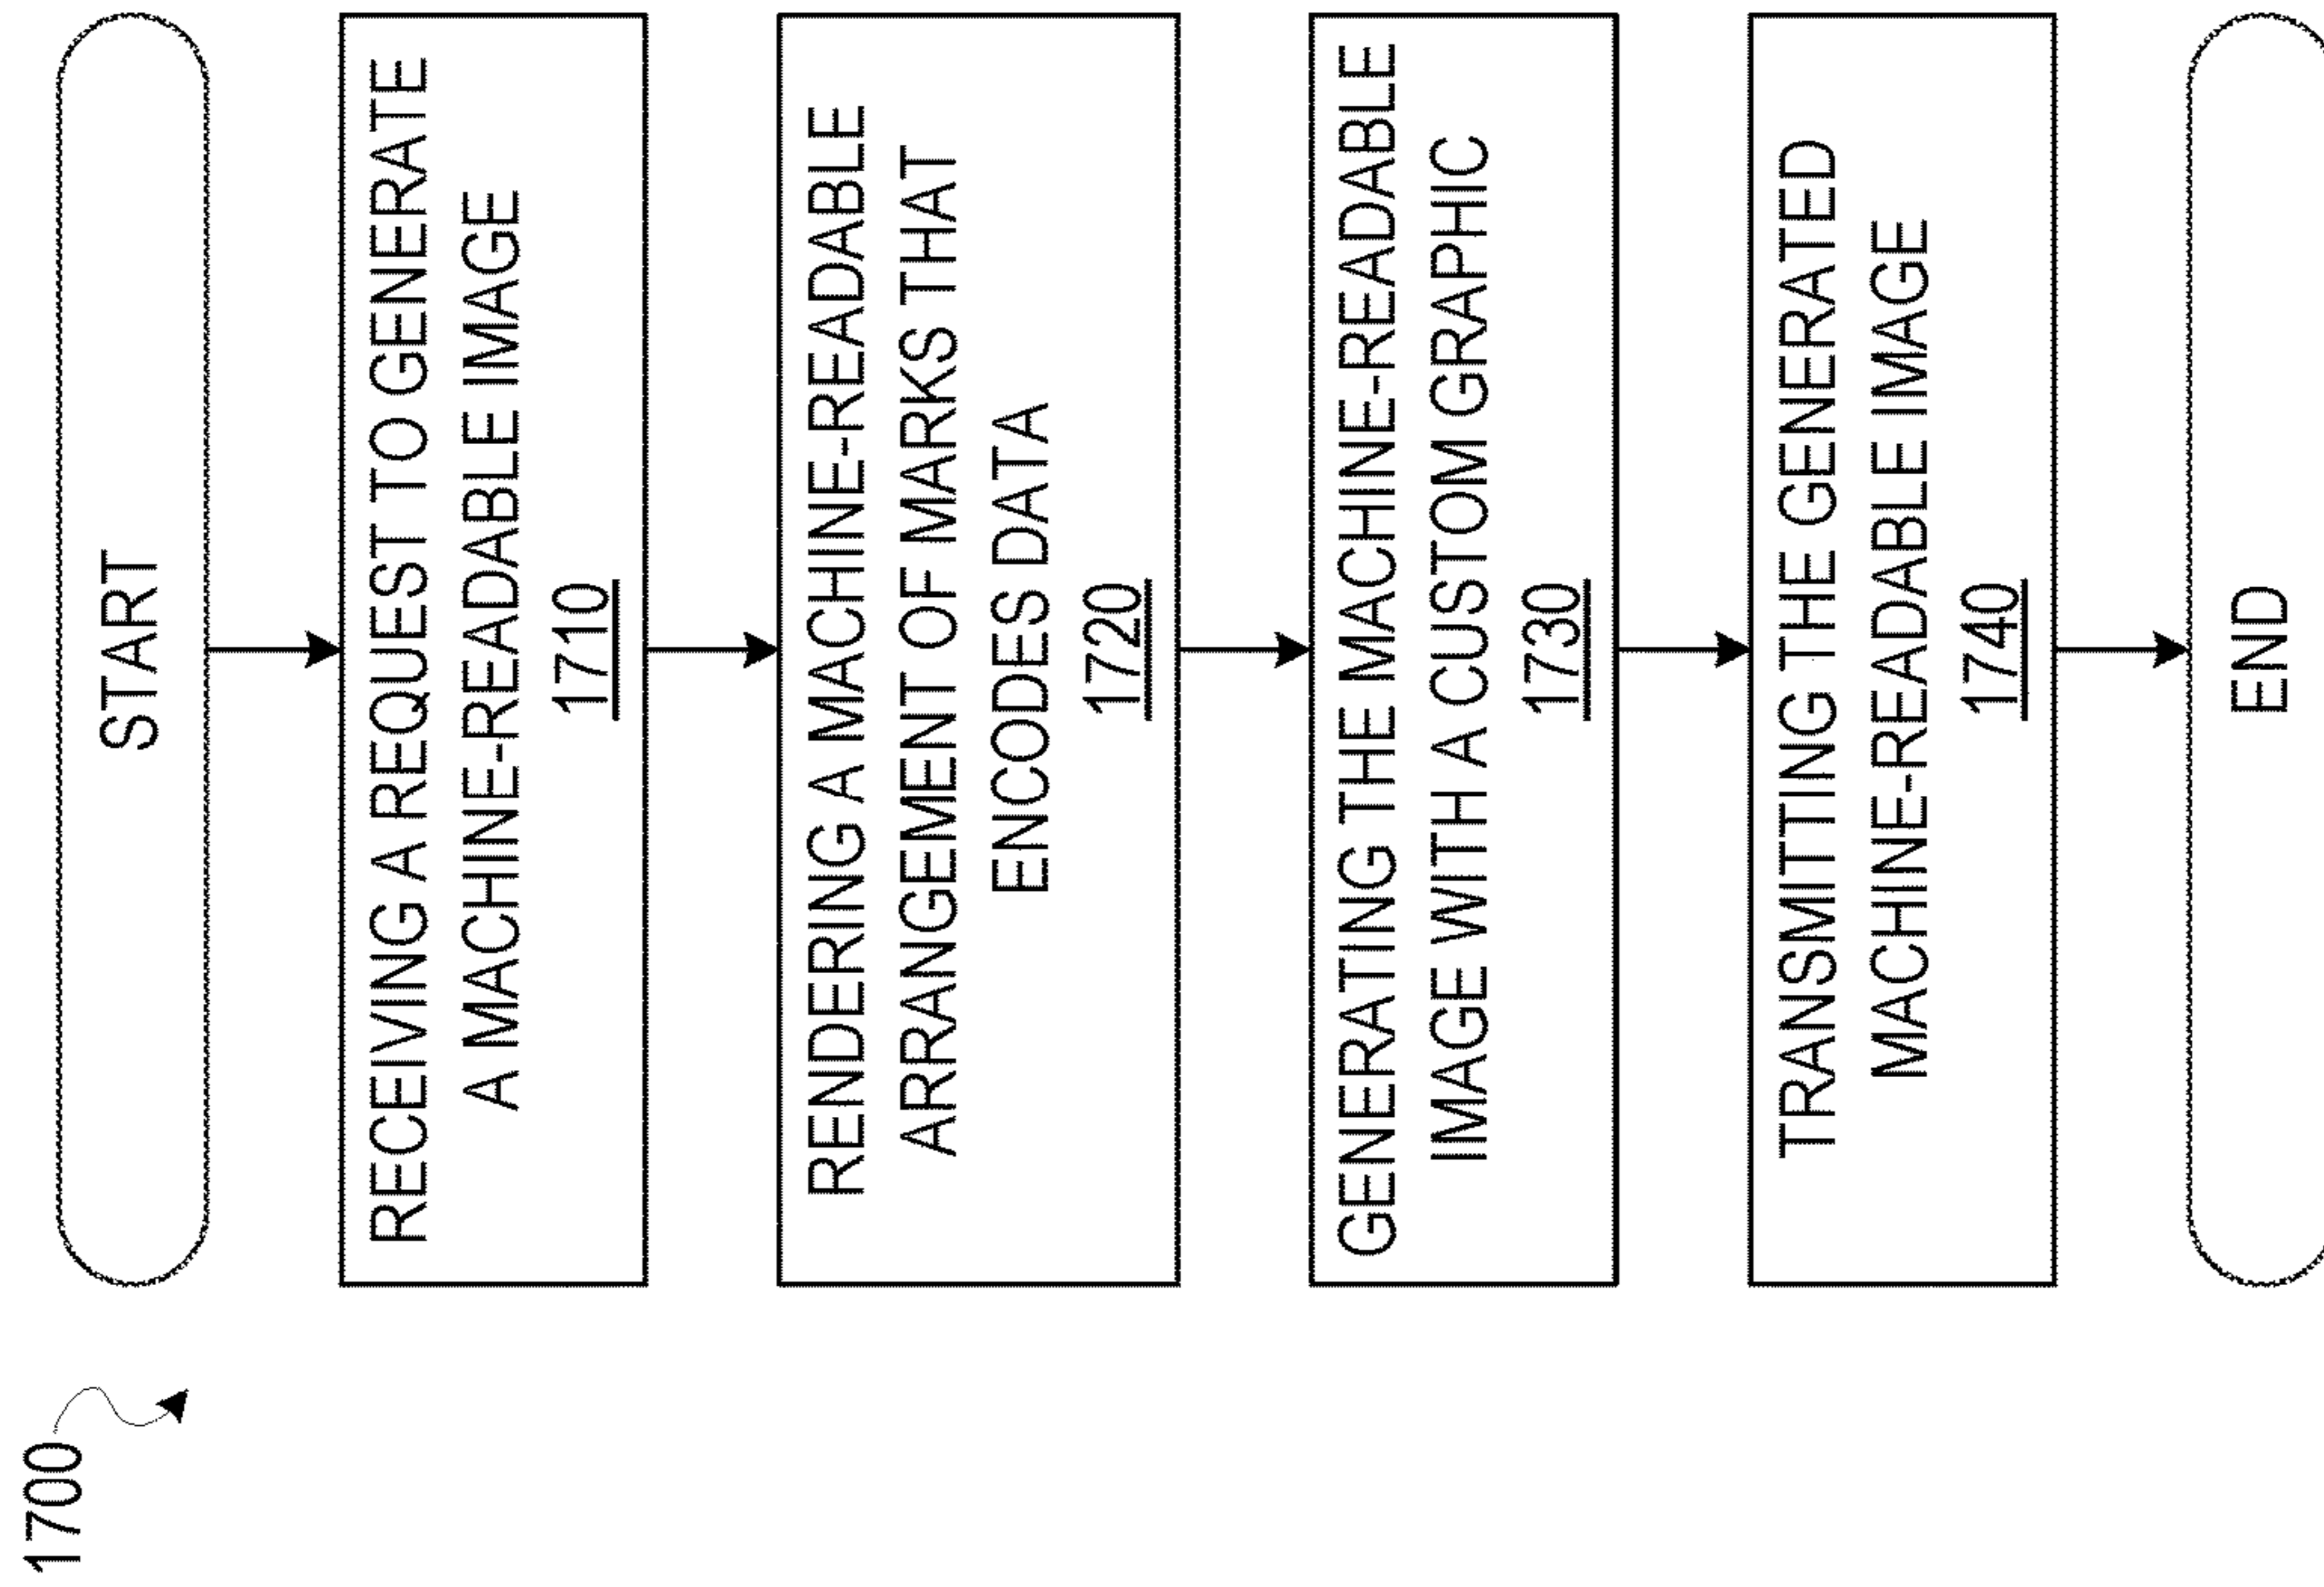 1700
START
RECEIVING A REQUEST TO GENERATE
A MACHINE-READABLE IMAGE
1710
RENDERING A MACHINE-READABLE
ARRANGEMENT OF MARKS THAT
ENCODES DATA
1720
GENERATING THE MACHINE-READABLE
IMAGE WITH A CUSTOM GRAPHIC
1730
TRANSMITTING THE GENERATED
MACHINE-READABLE IMAGE
1740
END